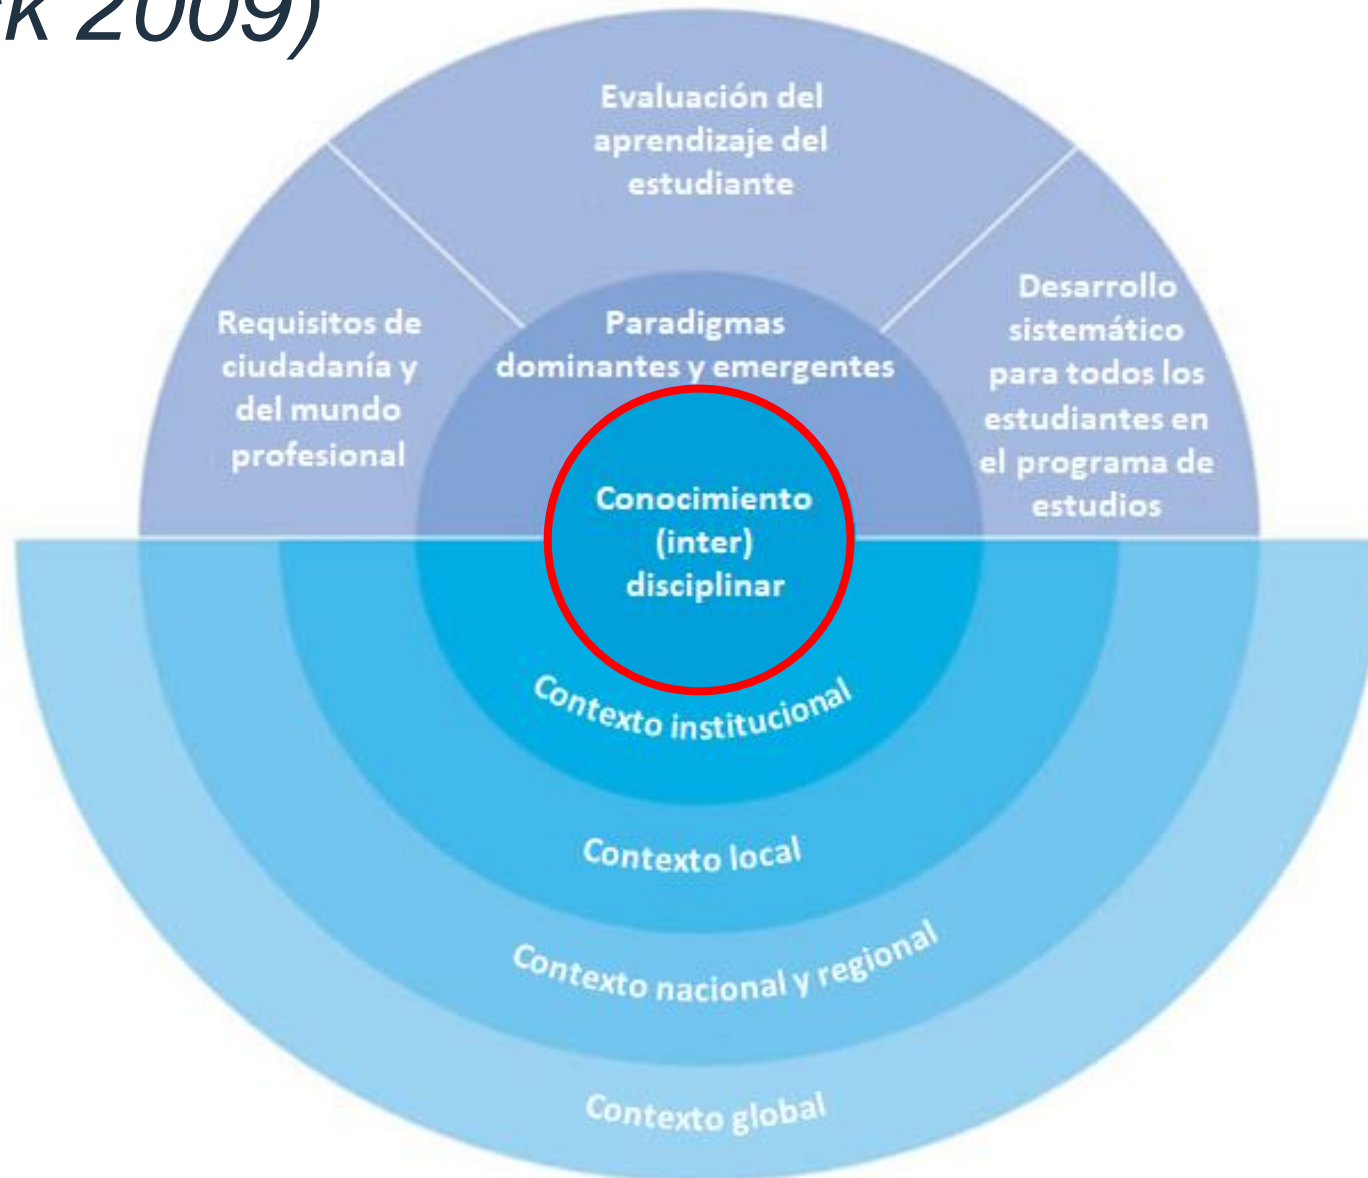 ck 2009)
Evaluación del
aprendizaje del
estudiante
Requisitos de
ciudadanía y
del mundo
profesional
Paradigmas
dominantes y emergentes
Desarrollo
sistemático
para todos los
estudiantes en
el programa de
estudios
Conocimiento
(inter)
disciplinar
Contexto institucional
Contexto local
Contexto nacional y regional
Contexto global